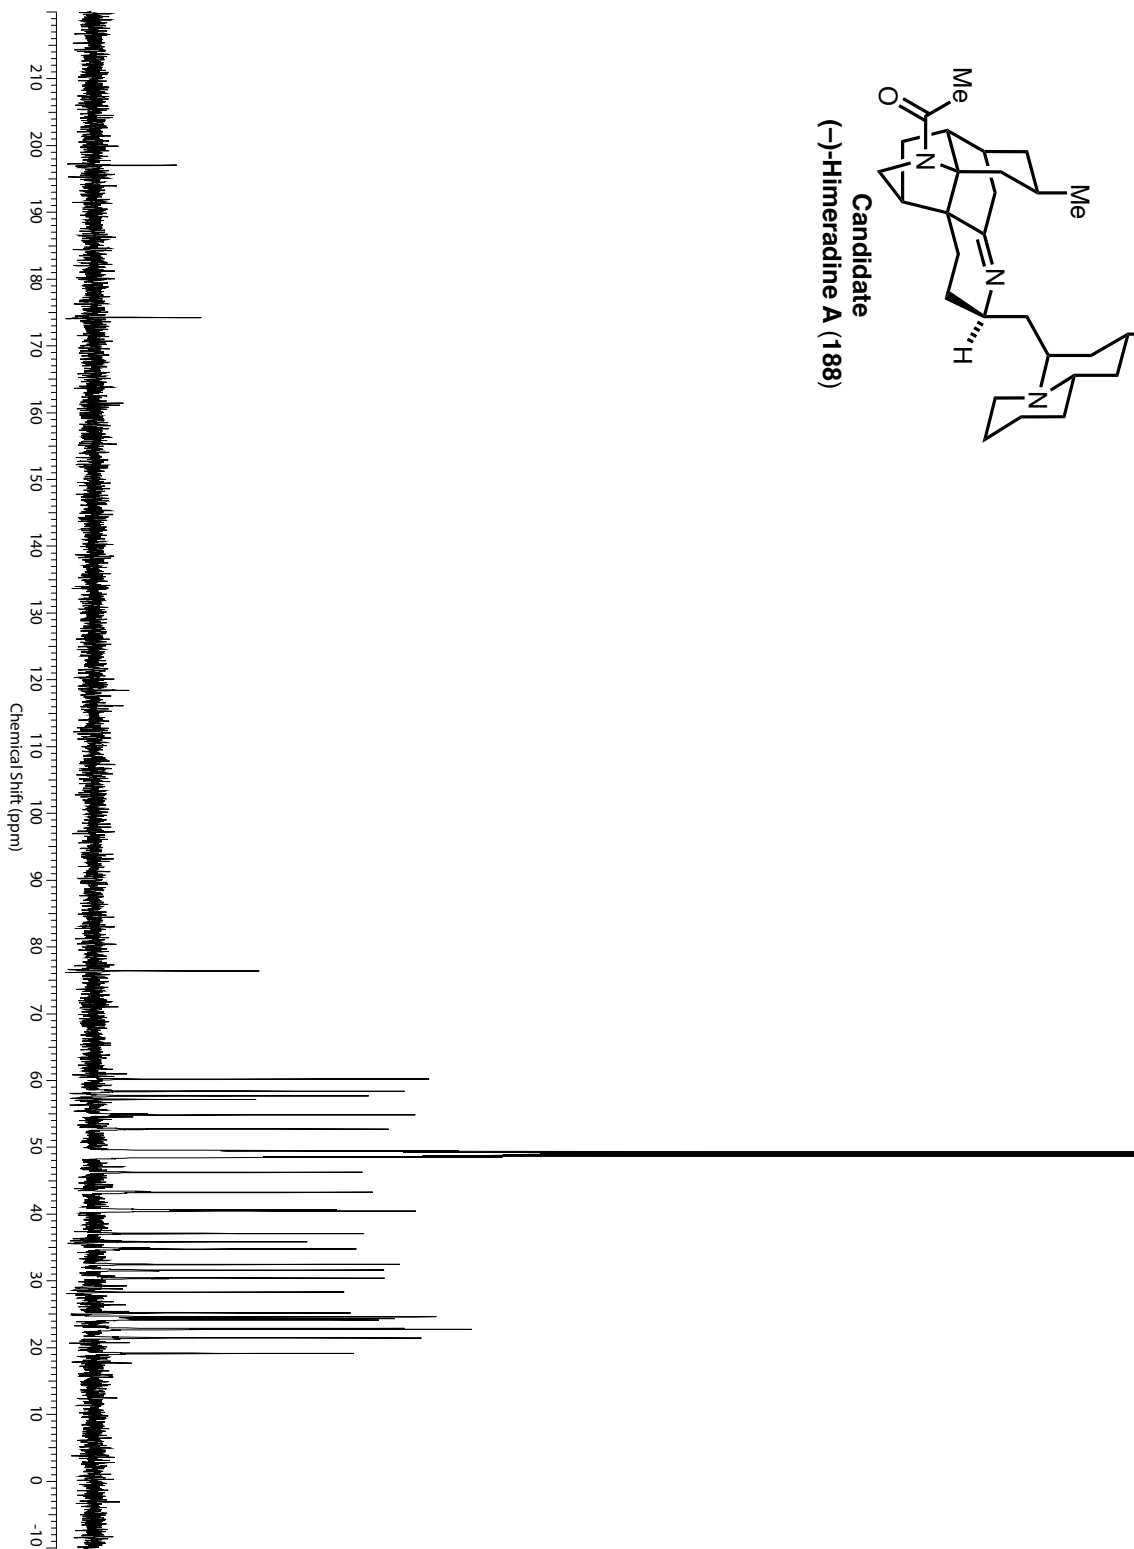 Me
O
N
Me
N
H
N
Candidate
(–)-Himeradine A (188)
210 200 190 180 170 160 150 140 130 120 110 100 90 80 70 60 50 40 30 20 10 0 -10
Chemical Shift (ppm)